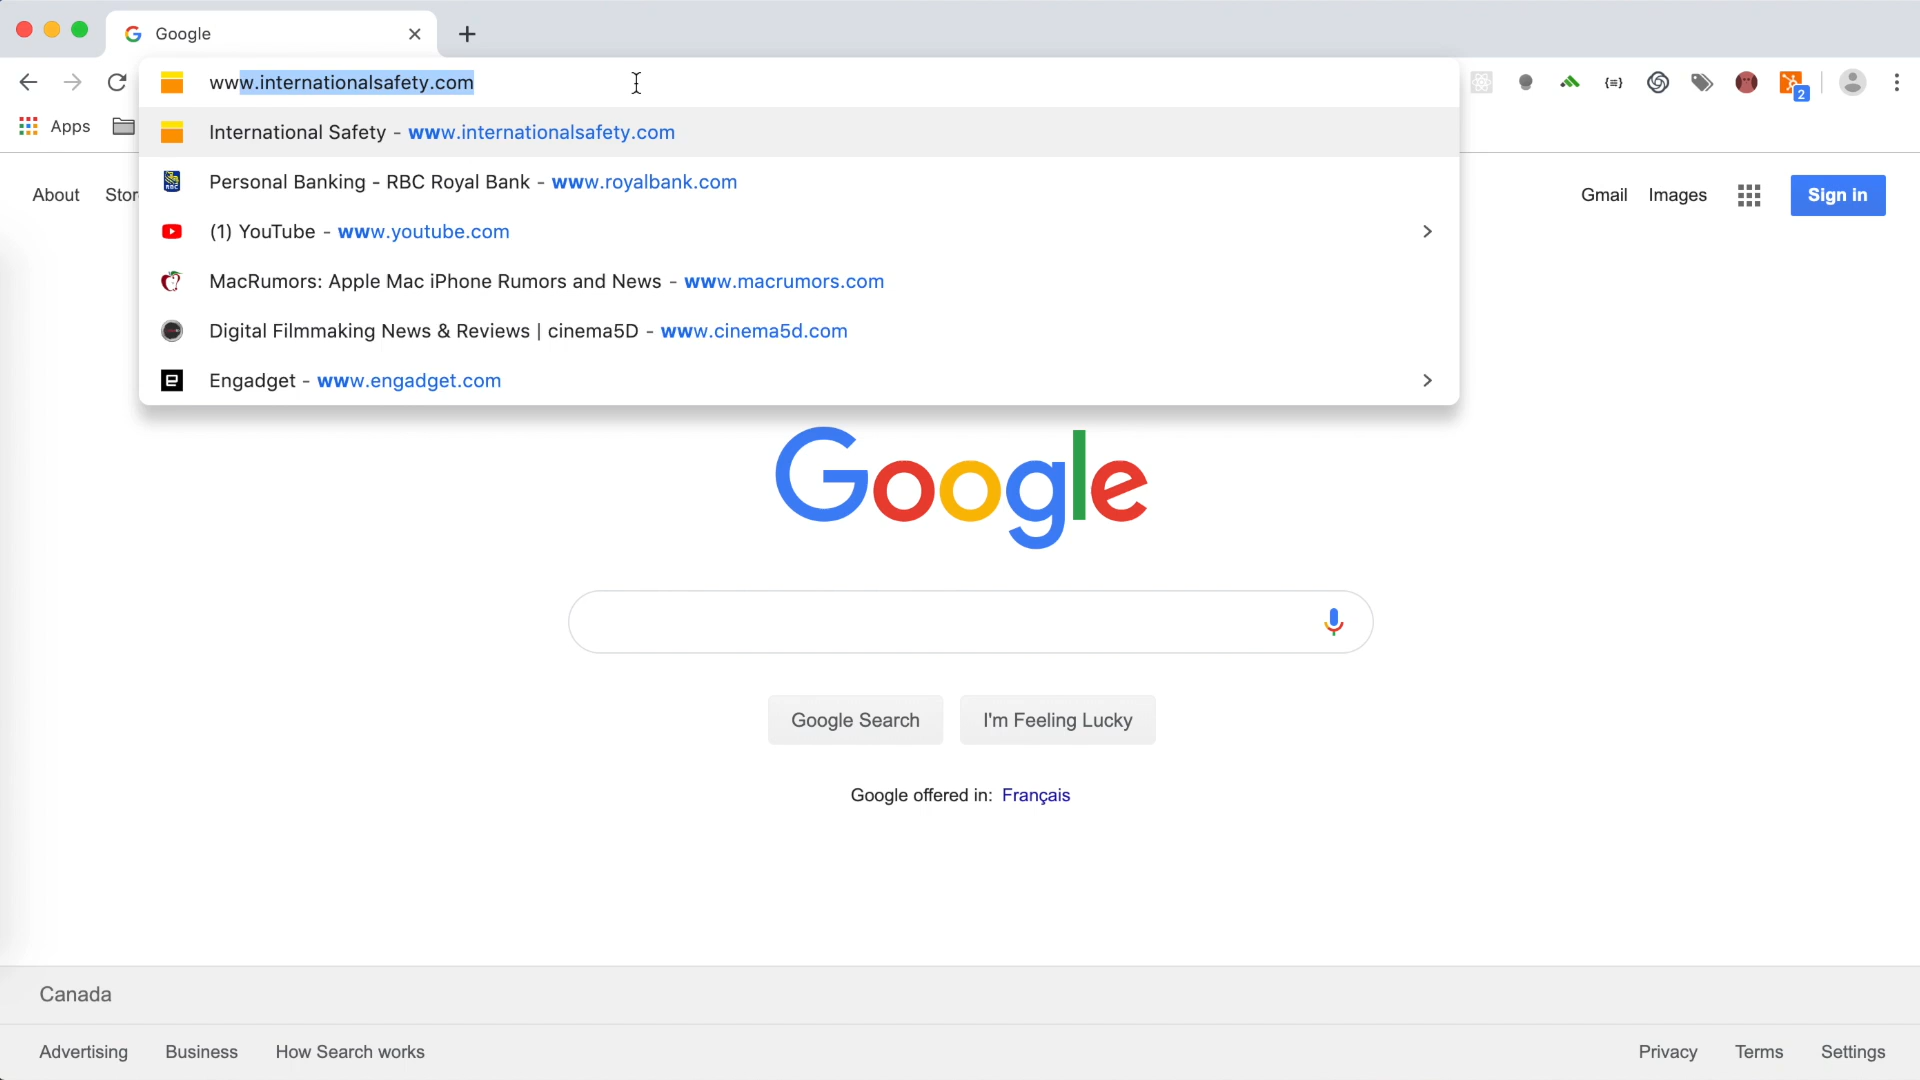 Google
www.internationalsafety.com
2
Apps
International Safety - www.internationalsafety.com
Personal Banking - RBC Royal Bank - www.royalbank.com
RBC
About Stor
(1) YouTube - www.youtube.com
Gmail Images Sign in
MacRumors: Apple Mac iPhone Rumors and News - www.macrumors.com
Digital Filmmaking News & Reviews | cinema5D - www.cinema5d.com
Engadget - www.engadget.com
Google
Google Search I'm Feeling Lucky
Google offered in: Français
Canada
Advertising Business How Search works Privacy Terms Settings